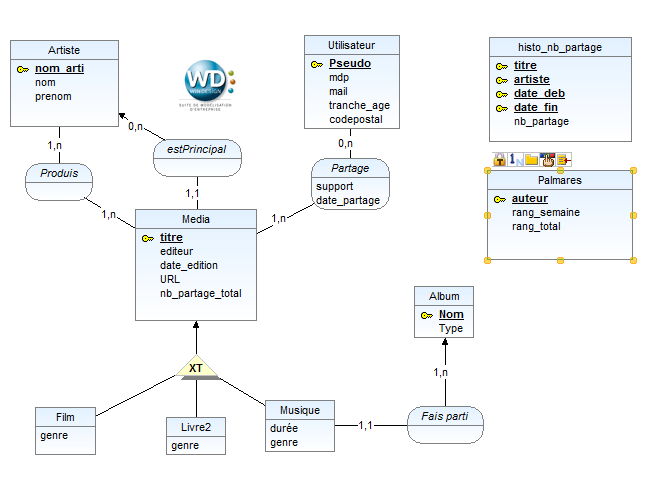 Artiste
nom_arti
nom
prenom
WD
WIN'DESIGN
SUITE DE MODÉLISATION
D'ENTREPRISE
Utilisateur
Pseudo
mdp
mail
tranche_age
codepostal
histo_nb_partage
titre
artiste
date_deb
date_fin
nb_partage
1,n
0,n
0,n
estPrincipal
Produis
Partage
support
date_partage
Palmares
auteur
rang_semaine
rang_total
1,n
1,1
1,n
Media
titre
editeur
date_edition
URL
nb_partage_total
Album
Nom
Type
XT
1,n
Film
genre
Livre2
genre
Musique
durée
genre
1,1
Fais parti